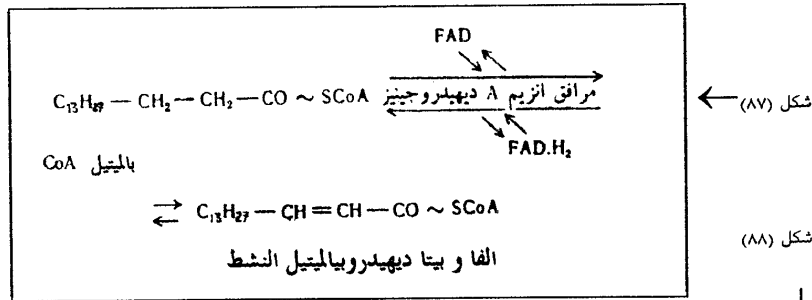 FAD
C₁₃H₂₇ — CH₂ — CH₂ — CO ~ SCoA مرافق انزيم A ديهيدروجينيز
شكل (٨٧)
FAD.H₂
بالميتيل CoA
C₁₃H₂₇ — CH = CH — CO ~ SCoA
شكل (٨٨)
الفا و بيتا ديهيدروبيالميتيل النشط